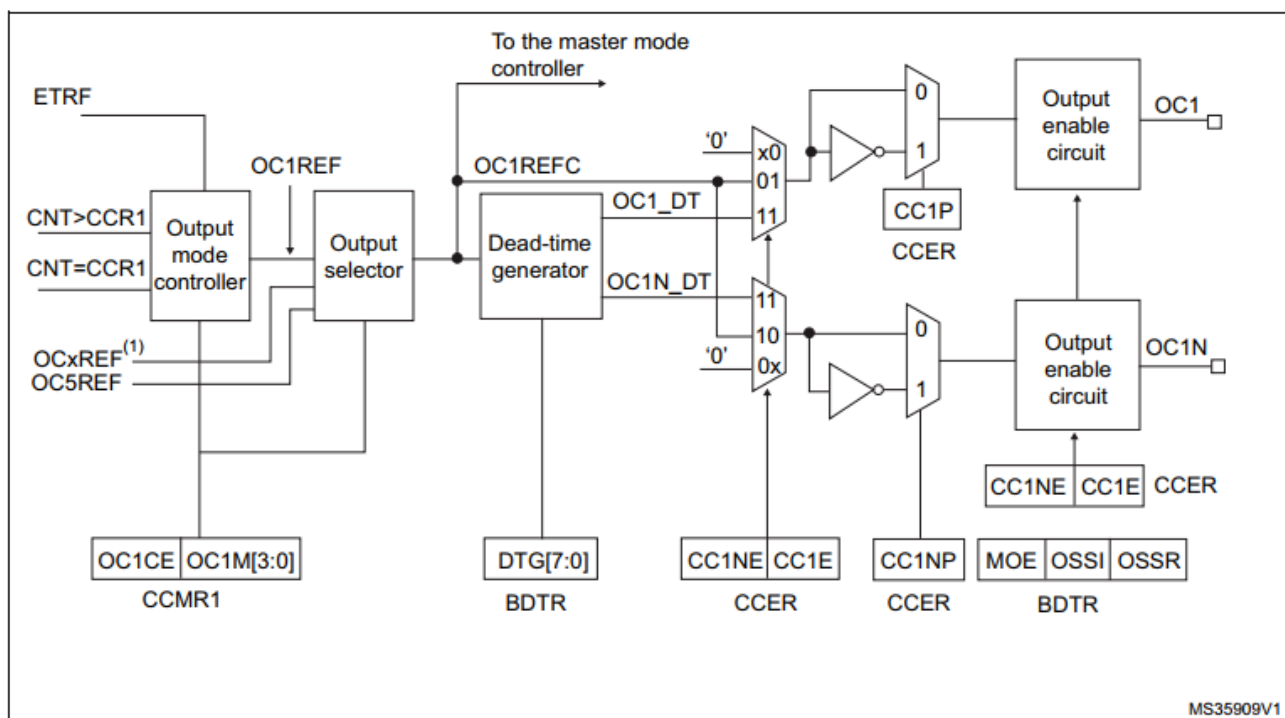 To the master mode
controller
ETRF
OC1REF
CNT>CCR1
CNT=CCR1
Output
mode
controller
Output
selector
OCxREF(1)
OC5REF
OC1REFC
Dead-time
generator
OC1_DT
OC1N_DT
‘0’
x0
01
11
11
10
‘0’
0x
0
1
CC1P
CCER
0
1
Output
enable
circuit
OC1
Output
enable
circuit
OC1N
CC1NE CC1E CCER
OC1CE OC1M[3:0]
CCMR1
DTG[7:0]
BDTR
CC1NE CC1E
CCER
CC1NP
CCER
MOE OSSI OSSR
BDTR
MS35909V1